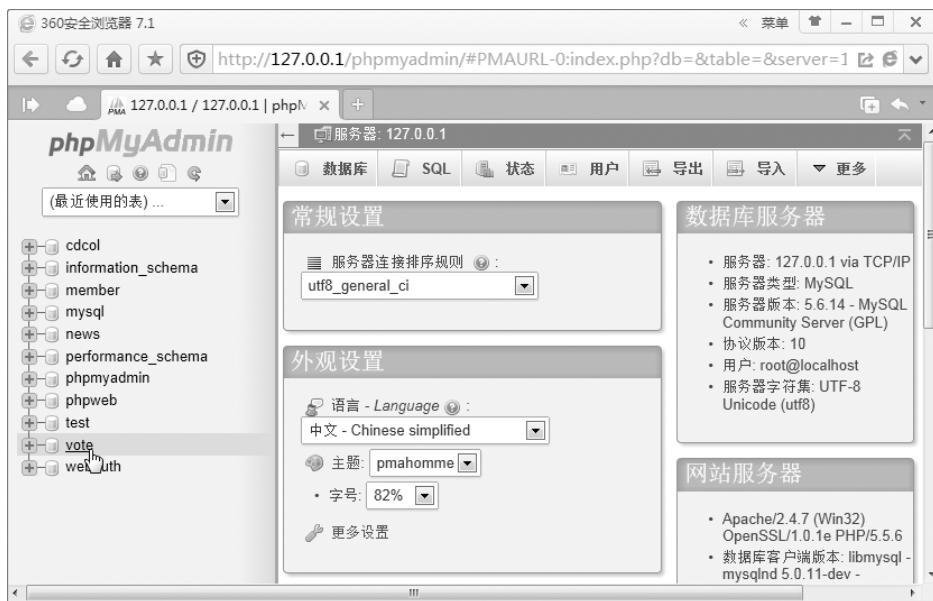 360安全浏览器 7.1
« 菜单
http://127.0.0.1/phpmyadmin/#PMAURL-0:index.php?db=&table=&server=1
PMA 127.0.0.1 / 127.0.0.1 | phpM
phpMyAdmin
(最近使用的表) ...
cdcol
information_schema
member
mysql
news
performance_schema
phpmyadmin
phpweb
test
vote
服务器: 127.0.0.1
数据库 SQL 状态 用户 导出 导入 更多
常规设置
服务器连接排序规则 :
utf8_general_ci
外观设置
语言 - Language :
中文 - Chinese simplified
主题: pmahomme
• 字号: 82%
更多设置
数据库服务器
• 服务器: 127.0.0.1 via TCP/IP
• 服务器类型: MySQL
• 服务器版本: 5.6.14 - MySQL
Community Server (GPL)
• 协议版本: 10
• 用户: root@localhost
• 服务器字符集: UTF-8
Unicode (utf8)
网站服务器
• Apache/2.4.7 (Win32)
OpenSSL/1.0.1e PHP/5.5.6
• 数据库客户端版本: libmysql -
mysqlnd 5.0.11-dev -